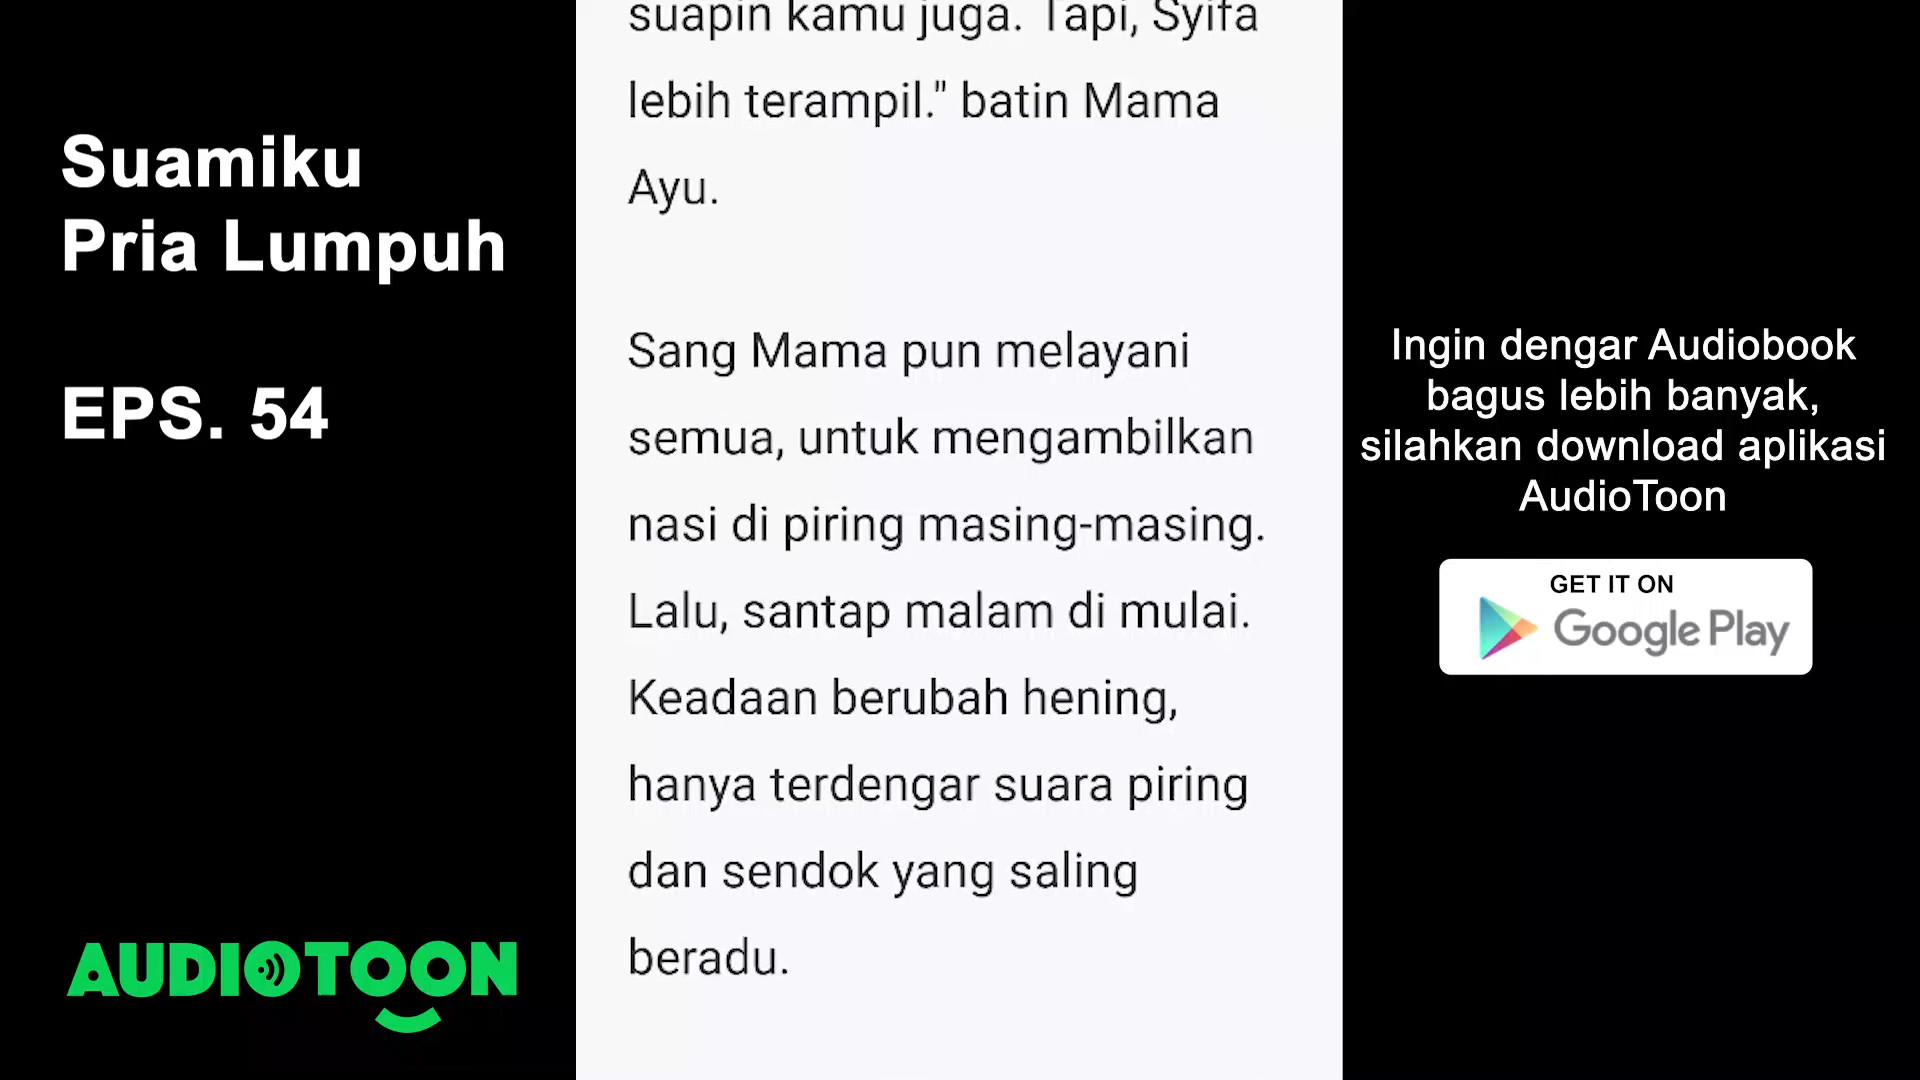 Suamiku
Pria Lumpuh
EPS. 54
AUDIOTOON
suapin kamu juga. Tapi, Syifa
lebih terampil." batin Mama
Ayu.
Sang Mama pun melayani
semua, untuk mengambilkan
nasi di piring masing-masing.
Lalu, santap malam di mulai.
Keadaan berubah hening,
hanya terdengar suara piring
dan sendok yang saling
beradu.
Ingin dengar Audiobook
bagus lebih banyak,
silahkan download aplikasi
AudioToon
GET IT ON
Google Play